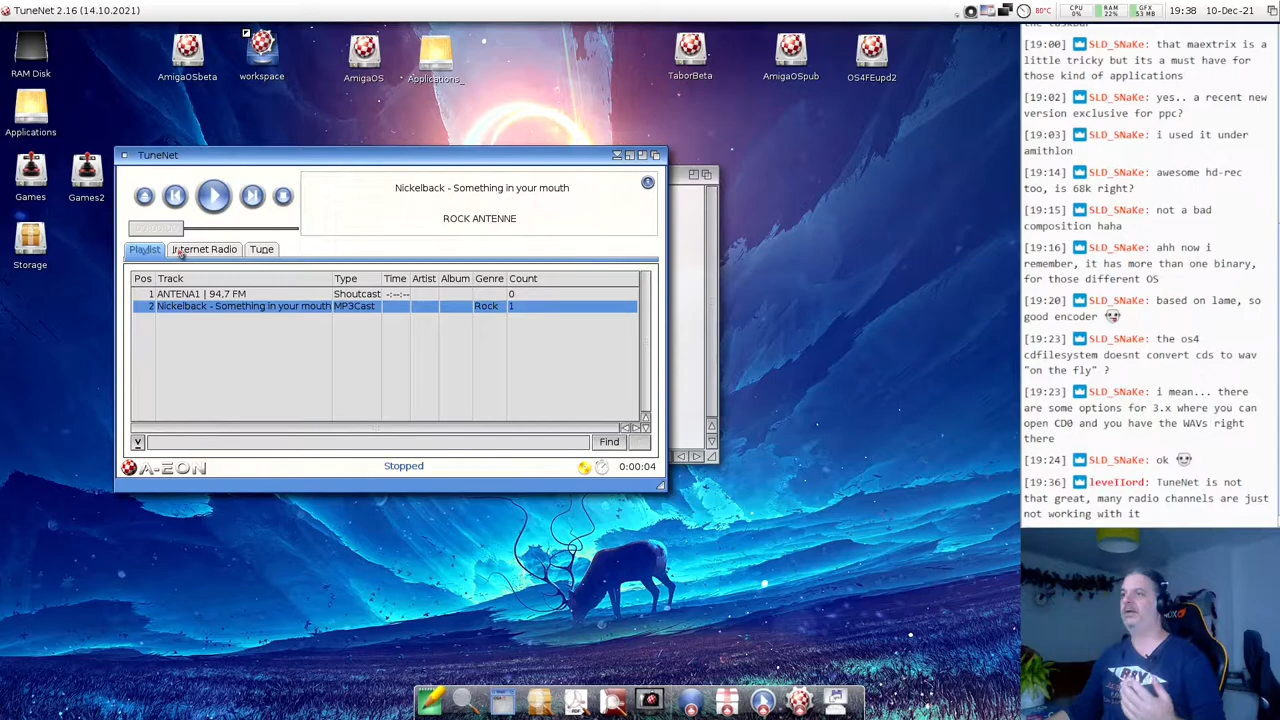 TuneNet 2.16 (14.10.2021)
80°C
CPU
0%
RAM
22%
GFX
53 MB
19:38 10-Dec-21
RAM Disk
AmigaOSbeta
workspace
AmigaOS
Applications_
TaborBeta
AmigaOSpub
OS4FEupd2
Applications
Games
Games2
Storage
TuneNet
Nickelback - Something in your mouth
ROCK ANTENNE
Playlist
Internet Radio
Tune
Pos Track Type Time Artist Album Genre Count
1 ANTENA1 | 94,7 FM Shoutcast -:--:-- 0
2 Nickelback - Something in your mouth MP3Cast Rock 1
Find
A-EON
Stopped
0:00:04
[19:00] SLD_SNaKe: that maextrix is a
little tricky but its a must have for
those kind of applications
[19:02] SLD_SNaKe: yes.. a recent new
version exclusive for ppc?
[19:03] SLD_SNaKe: i used it under
amithlon
[19:14] SLD_SNaKe: awesome hd-rec
too, is 68k right?
[19:15] SLD_SNaKe: not a bad
composition haha
[19:16] SLD_SNaKe: ahh now i
remember, it has more than one binary,
for those different OS
[19:20] SLD_SNaKe: based on lame, so
good encoder
[19:23] SLD_SNaKe: the os4
cdfilesystem doesnt convert cds to wav
"on the fly" ?
[19:23] SLD_SNaKe: i mean... there
are some options for 3.x where you can
open CD0 and you have the WAVs right
there
[19:24] SLD_SNaKe: ok
[19:36] leveIIord: TuneNet is not
that great, many radio channels are just
not working with it